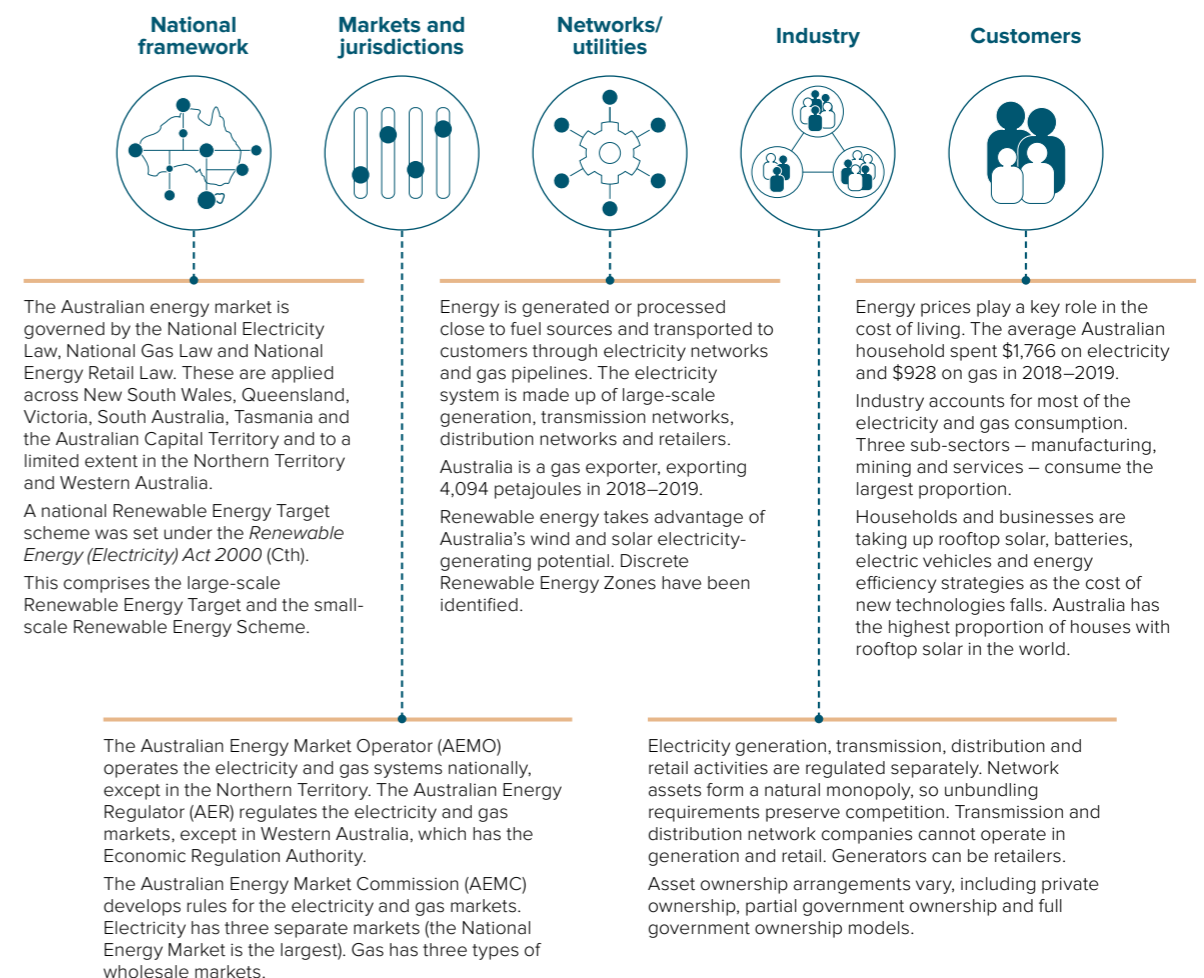 National
framework
Markets and
jurisdictions
Networks/
utilities
Industry
Customers
The Australian energy market is
governed by the National Electricity
Law, National Gas Law and National
Energy Retail Law. These are applied
across New South Wales, Queensland,
Victoria, South Australia, Tasmania and
the Australian Capital Territory and to a
limited extent in the Northern Territory
and Western Australia.
A national Renewable Energy Target
scheme was set under the Renewable
Energy (Electricity) Act 2000 (Cth).
This comprises the large-scale
Renewable Energy Target and the small-
scale Renewable Energy Scheme.
Energy is generated or processed
close to fuel sources and transported to
customers through electricity networks
and gas pipelines. The electricity
system is made up of large-scale
generation, transmission networks,
distribution networks and retailers.
Australia is a gas exporter, exporting
4,094 petajoules in 2018–2019.
Renewable energy takes advantage of
Australia's wind and solar electricity-
generating potential. Discrete
Renewable Energy Zones have been
identified.
Energy prices play a key role in the
cost of living. The average Australian
household spent $1,766 on electricity
and $928 on gas in 2018–2019.
Industry accounts for most of the
electricity and gas consumption.
Three sub-sectors – manufacturing,
mining and services – consume the
largest proportion.
Households and businesses are
taking up rooftop solar, batteries,
electric vehicles and energy
efficiency strategies as the cost of
new technologies falls. Australia has
the highest proportion of houses with
rooftop solar in the world.
The Australian Energy Market Operator (AEMO)
operates the electricity and gas systems nationally,
except in the Northern Territory. The Australian Energy
Regulator (AER) regulates the electricity and gas
markets, except in Western Australia, which has the
Economic Regulation Authority.
The Australian Energy Market Commission (AEMC)
develops rules for the electricity and gas markets.
Electricity has three separate markets (the National
Energy Market is the largest). Gas has three types of
wholesale markets.
Electricity generation, transmission, distribution and
retail activities are regulated separately. Network
assets form a natural monopoly, so unbundling
requirements preserve competition. Transmission and
distribution network companies cannot operate in
generation and retail. Generators can be retailers.
Asset ownership arrangements vary, including private
ownership, partial government ownership and full
government ownership models.